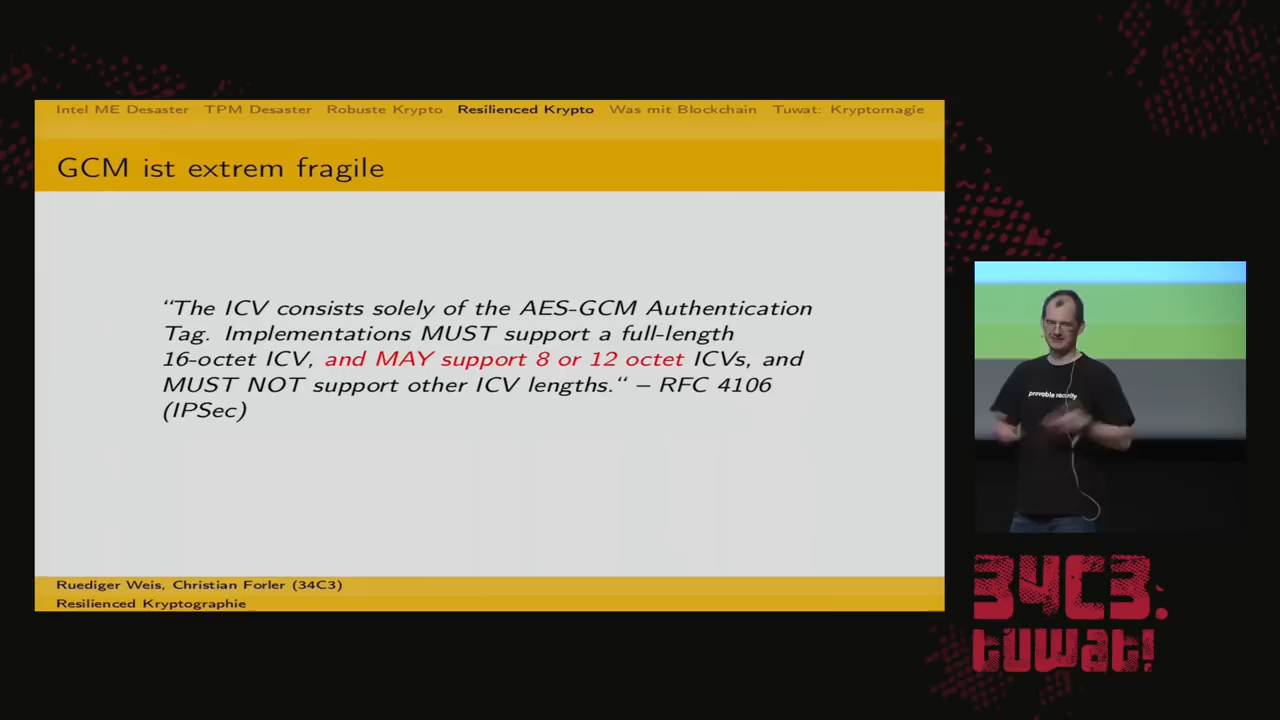 Intel ME Desaster TPM Desaster Robuste Krypto Resilienced Krypto Was mit Blockchain Tuwat: Kryptomagie
GCM ist extrem fragile
“The ICV consists solely of the AES-GCM Authentication
Tag. Implementations MUST support a full-length
16-octet ICV, and MAY support 8 or 12 octet ICVs, and
MUST NOT support other ICV lengths.“ – RFC 4106
(IPSec)
provable security
Ruediger Weis, Christian Forler (34C3)
Resilienced Kryptographie
34C3.
tuwat!